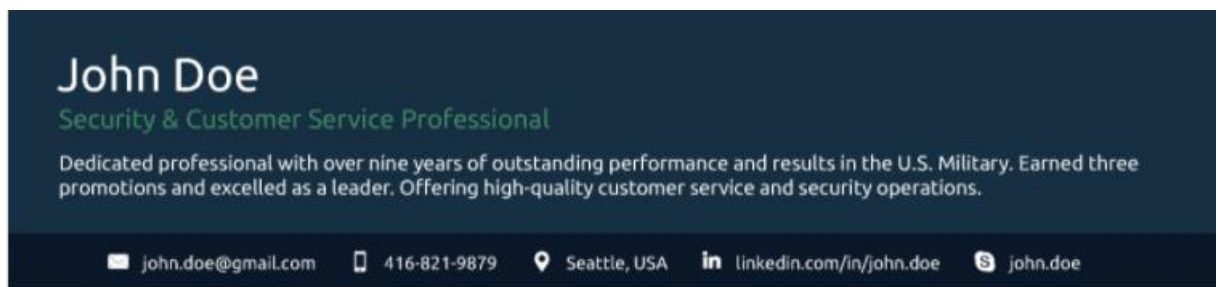 John Doe
Security & Customer Service Professional
Dedicated professional with over nine years of outstanding performance and results in the U.S. Military. Earned three
promotions and excelled as a leader. Offering high-quality customer service and security operations.
john.doe@gmail.com 416-821-9879 Seattle, USA linkedin.com/in/john.doe john.doe